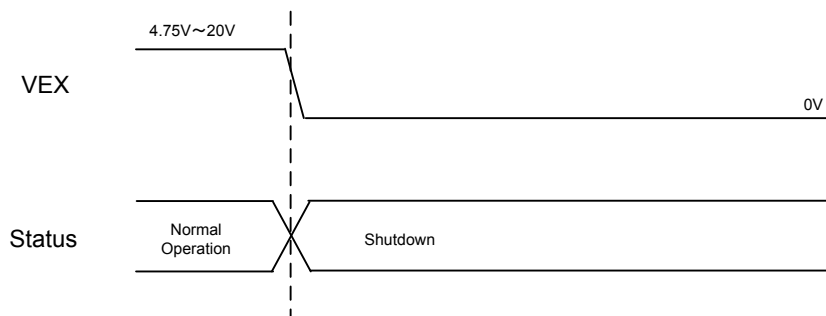 4.75V～20V
VEX
0V
Status
Normal
Operation
Shutdown